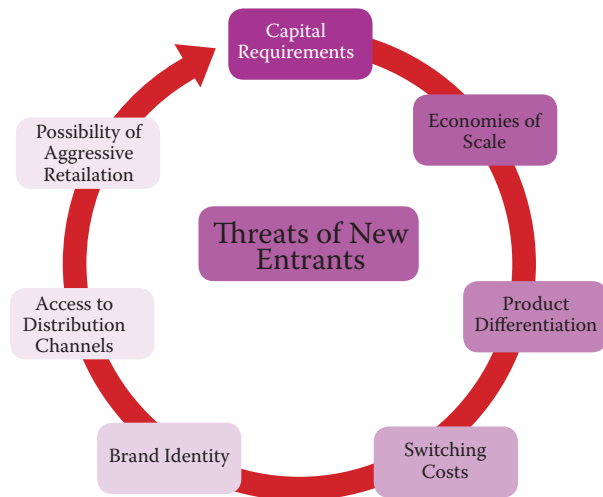 Capital
Requirements
Economies of
Scale
Product
Differentiation
Switching
Costs
Brand Identity
Access to
Distribution
Channels
Possibility of
Aggressive
Retailation
Threats of New
Entrants